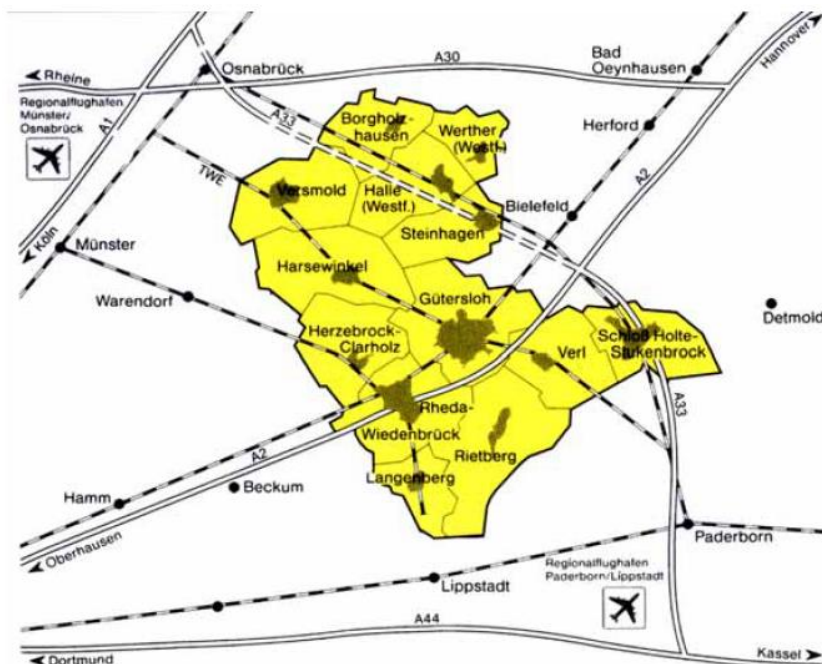 Hannover
Bad
Oeynhausen
A30
Osnabrück
Rheine
Regionalflughafen
Münster/
Osnabrück
A1
A33
Borgholz-
hausen
Werther
(Westf.)
Herford
A2
TWE
Versmold
Halle
(Westf.)
Bielefeld
Steinhagen
Köln
Münster
Harsewinkel
Warendorf
Gütersloh
Detmold
Herzebrock-
Clarholz
Verl
Schloß Holte-
Stukenbrock
A33
Rheda-
Wiedenbrück
Rietberg
A2
Langenberg
Hamm
Beckum
Oberhausen
Paderborn
Regionalflughafen
Paderborn/Lippstadt
Lippstadt
A44
Dortmund
Kassel